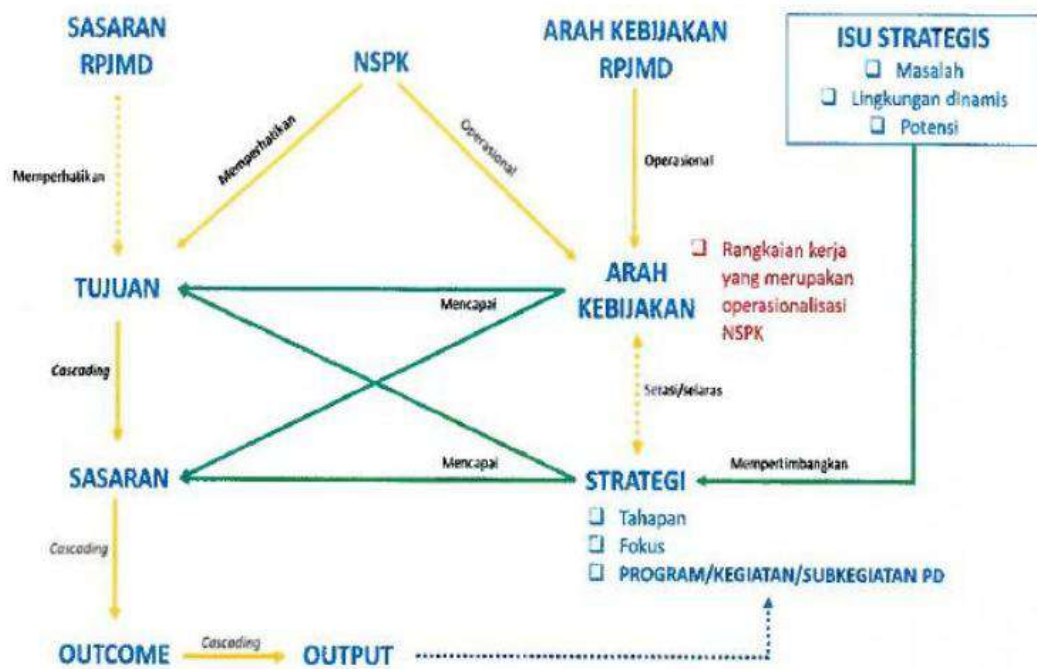 SASARAN
RPJMD
NSPK
ARAH KEBIJAKAN
RPJMD
ISU STRATEGIS
❑ Masalah
❑ Lingkungan dinamis
❑ Potensi
Memperhatikan
Memperhatikan
Operasional
Operasional
TUJUAN
Mencapai
ARAH
KEBIJAKAN
❑ Rangkaian kerja
yang merupakan
operasionalisasi
NSPK
Cascading
Serasi/selaras
SASARAN
Mencapai
STRATEGI
Mempertimbangkan
❑ Tahapan
❑ Fokus
❑ PROGRAM/KEGIATAN/SUBKEGIATAN PD
Cascading
OUTCOME
Cascading
OUTPUT